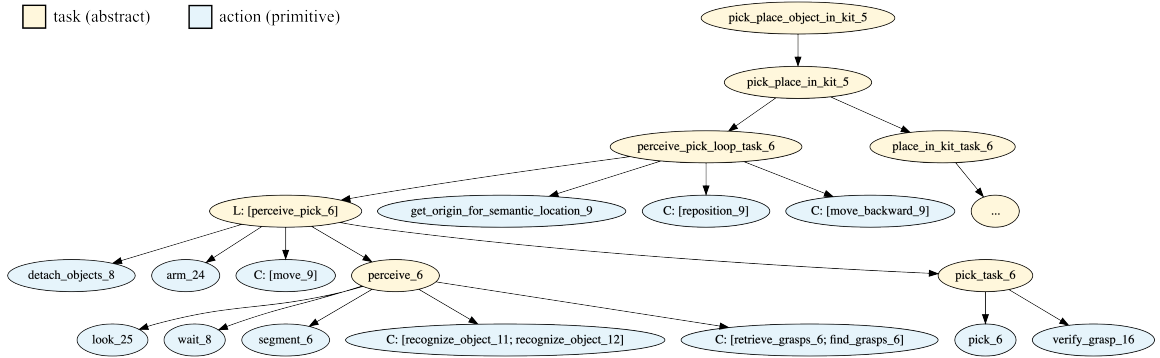 task (abstract)
action (primitive)
pick_place_object_in_kit_5
pick_place_in_kit_5
perceive_pick_loop_task_6
place_in_kit_task_6
L: [perceive_pick_6]
get_origin_for_semantic_location_9
C: [reposition_9]
C: [move_backward_9]
...
detach_objects_8
arm_24
C: [move_9]
perceive_6
pick_task_6
look_25
wait_8
segment_6
C: [recognize_object_11; recognize_object_12]
C: [retrieve_grasps_6; find_grasps_6]
pick_6
verify_grasp_16